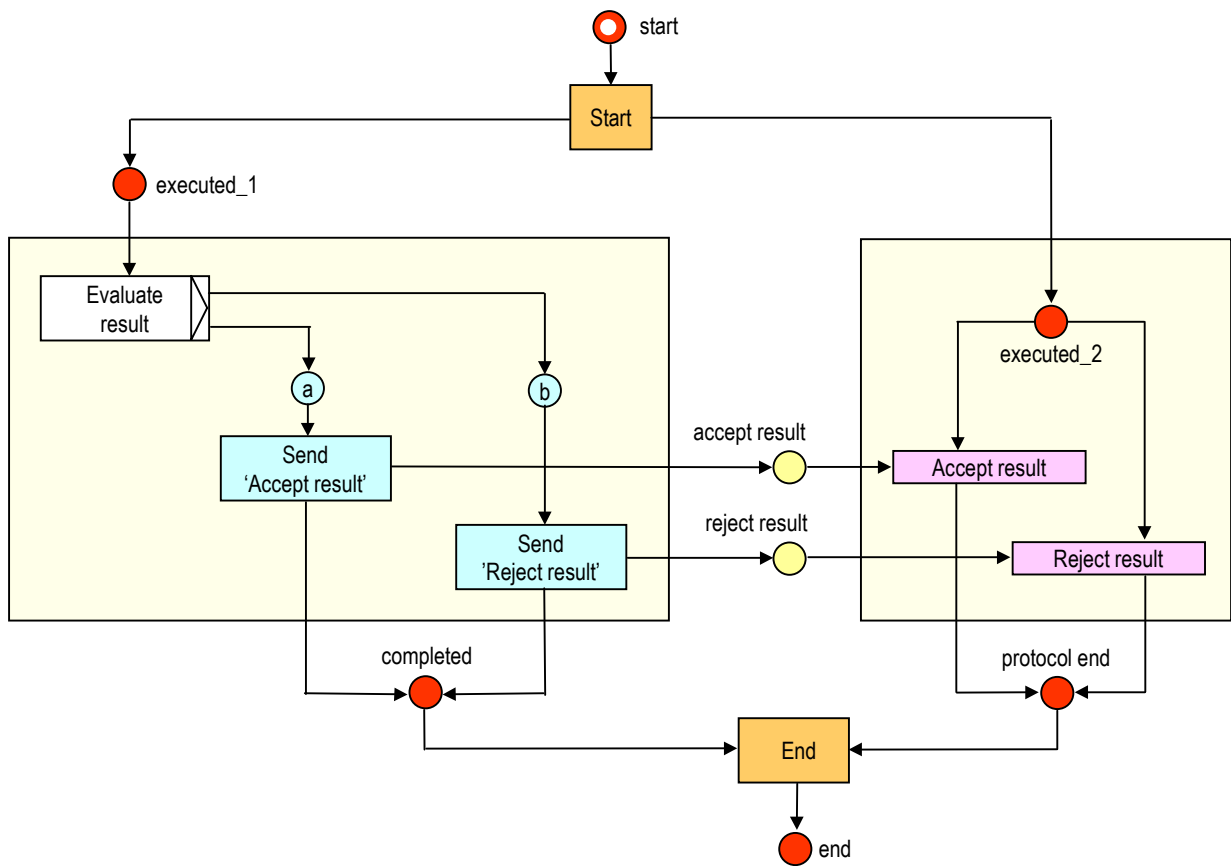 start
Start
executed_1
Evaluate
result
executed_2
a
b
accept result
Send
‘Accept result’
Accept result
reject result
Send
’Reject result’
Reject result
completed
protocol end
End
end